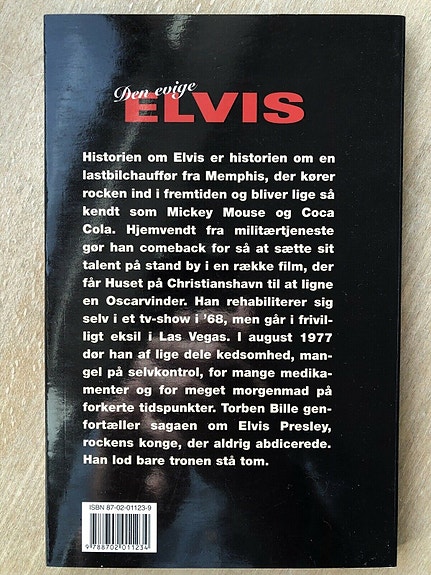 Den evige
ELVIS
Historien om Elvis er historien om en
lastbilchauffør fra Memphis, der kører
rocken ind i fremtiden og bliver lige så
kendt som Mickey Mouse og Coca
Cola. Hjemvendt fra militærtjeneste
gør han comeback for så at sætte sit
talent på stand by i en række film, der
får Huset på Christianshavn til at ligne
en Oscarvinder. Han rehabiliterer sig
selv i et tv-show i '68, men går i frivil-
ligt eksil i Las Vegas. I august 1977
dør han af lige dele kedsomhed, man-
gel på selvkontrol, for mange medika-
menter og for meget morgenmad på
forkerte tidspunkter. Torben Bille gen-
fortæller sagaen om Elvis Presley,
rockens konge, der aldrig abdicerede.
Han lod bare tronen stå tom.
ISBN 87-02-01123-9
9 788702 011234